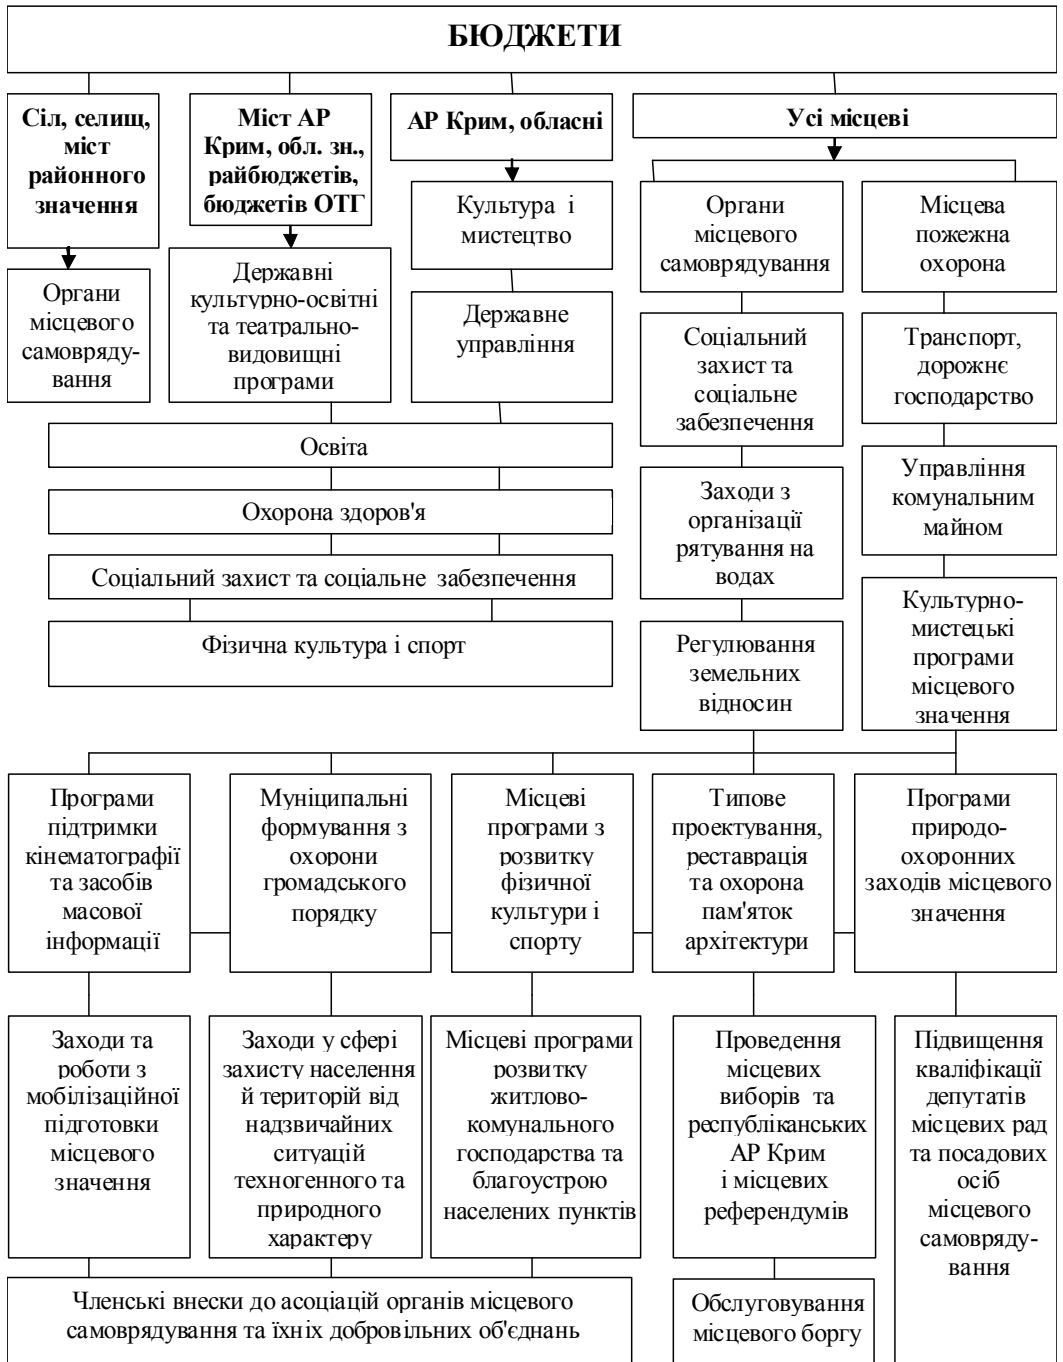 БЮДЖЕТИ
Сіл, селищ,
міст
районного
значення
Міст АР
Крим, обл. зн.,
райбюджетів,
бюджетів ОТГ
АР Крим, обласні
Усі місцеві
Органи
місцевого
самовряду-
вання
Державні
культурно-освітні
та театрально-
видовищні
програми
Культура і
мистецтво
Державне
управління
Органи
місцевого
самоврядування
Місцева
пожежна
охорона
Соціальний
захист та
соціальне
забезпечення
Транспорт,
дорожнє
господарство
Освіта
Охорона здоров'я
Соціальний захист та соціальне забезпечення
Фізична культура і спорт
Заходи з
організації
рятування на
водах
Управління
комунальним
майном
Регулювання
земельних
відносин
Культурно-
мистецькі
програми
місцевого
значення
Програми
підтримки
кінематографії
та засобів
масової
інформації
Муніципальні
формування з
охорони
громадського
порядку
Місцеві
програми з
розвитку
фізичної
культури і
спорту
Типове
проектування,
реставрація
та охорона
пам'яток
архітектури
Програми
природо-
охоронних
заходів місцевого
значення
Заходи та
роботи з
мобілізаційної
підготовки
місцевого
значення
Заходи у сфері
захисту населення
й територій від
надзвичайних
ситуацій
техногенного та
природного
характеру
Місцеві програми
розвитку
житлово-
комунального
господарства та
благоустрою
населених пунктів
Проведення
місцевих
виборів та
республіканських
АР Крим
і місцевих
референдумів
Підвищення
кваліфікації
депутатів
місцевих рад
та посадових
осіб
місцевого
самовряду-
вання
Членські внески до асоціацій органів місцевого
самоврядування та їхніх добровільних об'єднань
Обслуговування
місцевого боргу